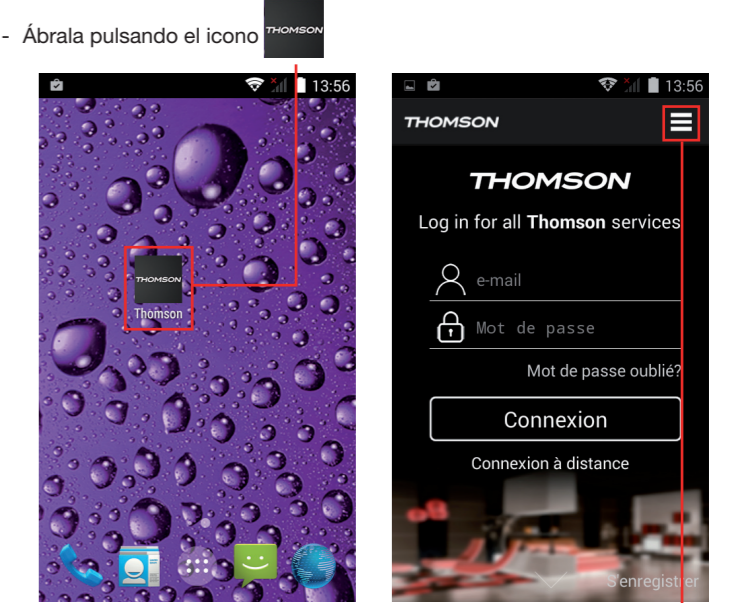 - Ábrala pulsando el icono THOMSON
13:56
THOMSON
Thomson
13:56
THOMSON
THOMSON
Log in for all Thomson services
e-mail
Mot de passe
Mot de passe oublié?
Connexion
Connexion à distance
S'enregistrer